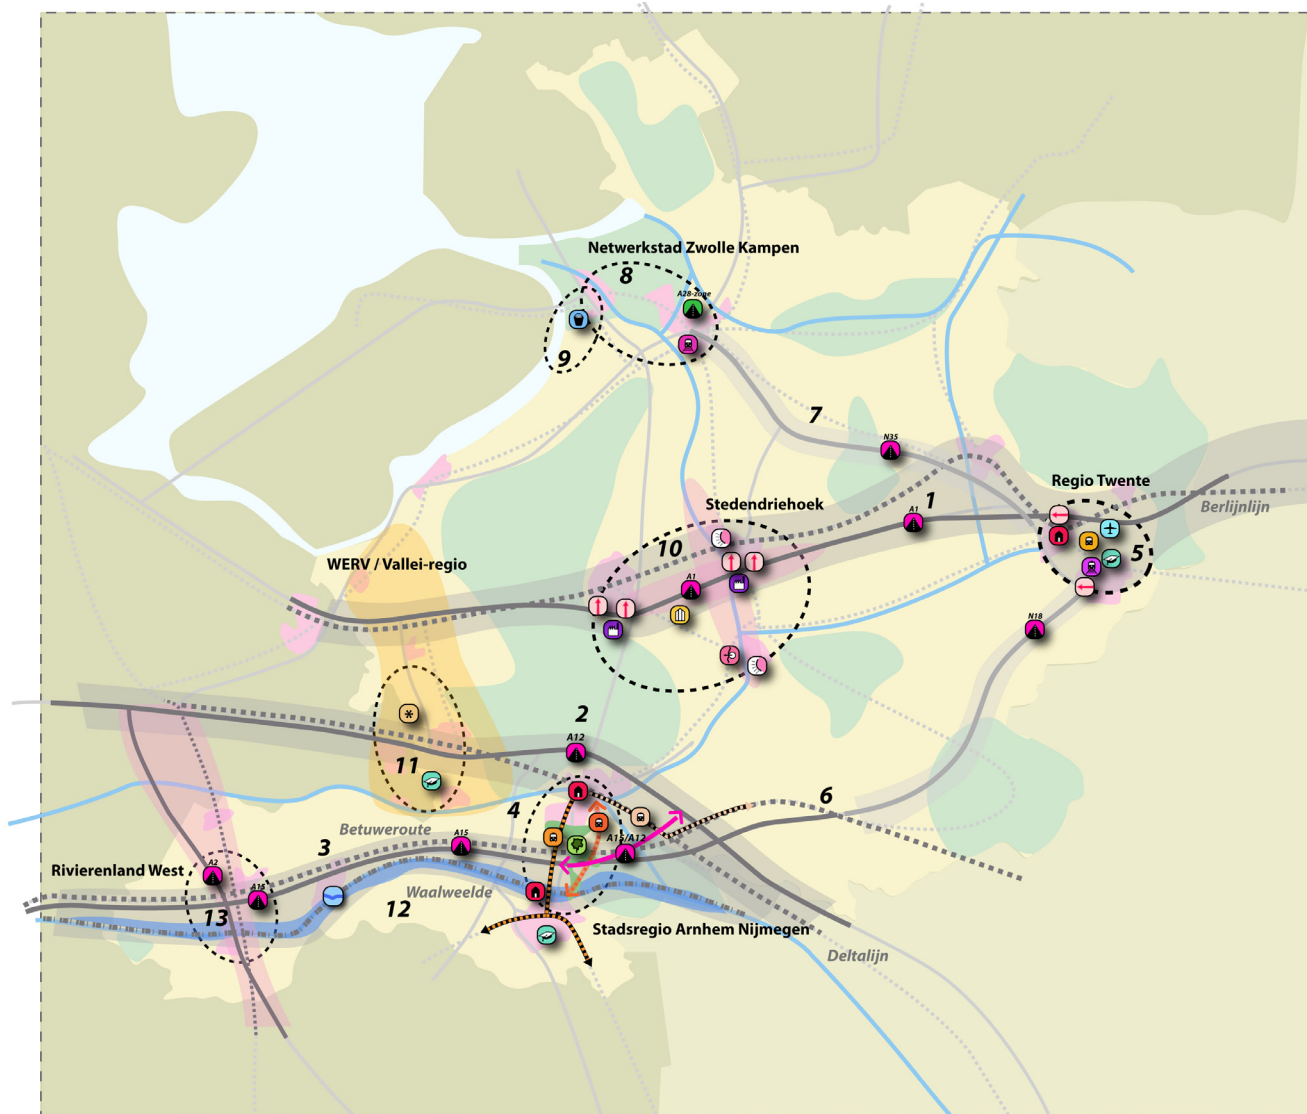 Netwerkstad Zwolle Kampen
8
A28-zone
9
7
N35
Regio Twente
Stedendriehoek
1
A1
Berlijnlijn
10
5
WERV / Vallei-regio
A1
N18
2
A12
11
6
4
Betuweroute
A15
A15/A12
3
Rivierenland West
A2
A15
Waalweelde
12
13
Stadsregio Arnhem Nijmegen
Deltalijn